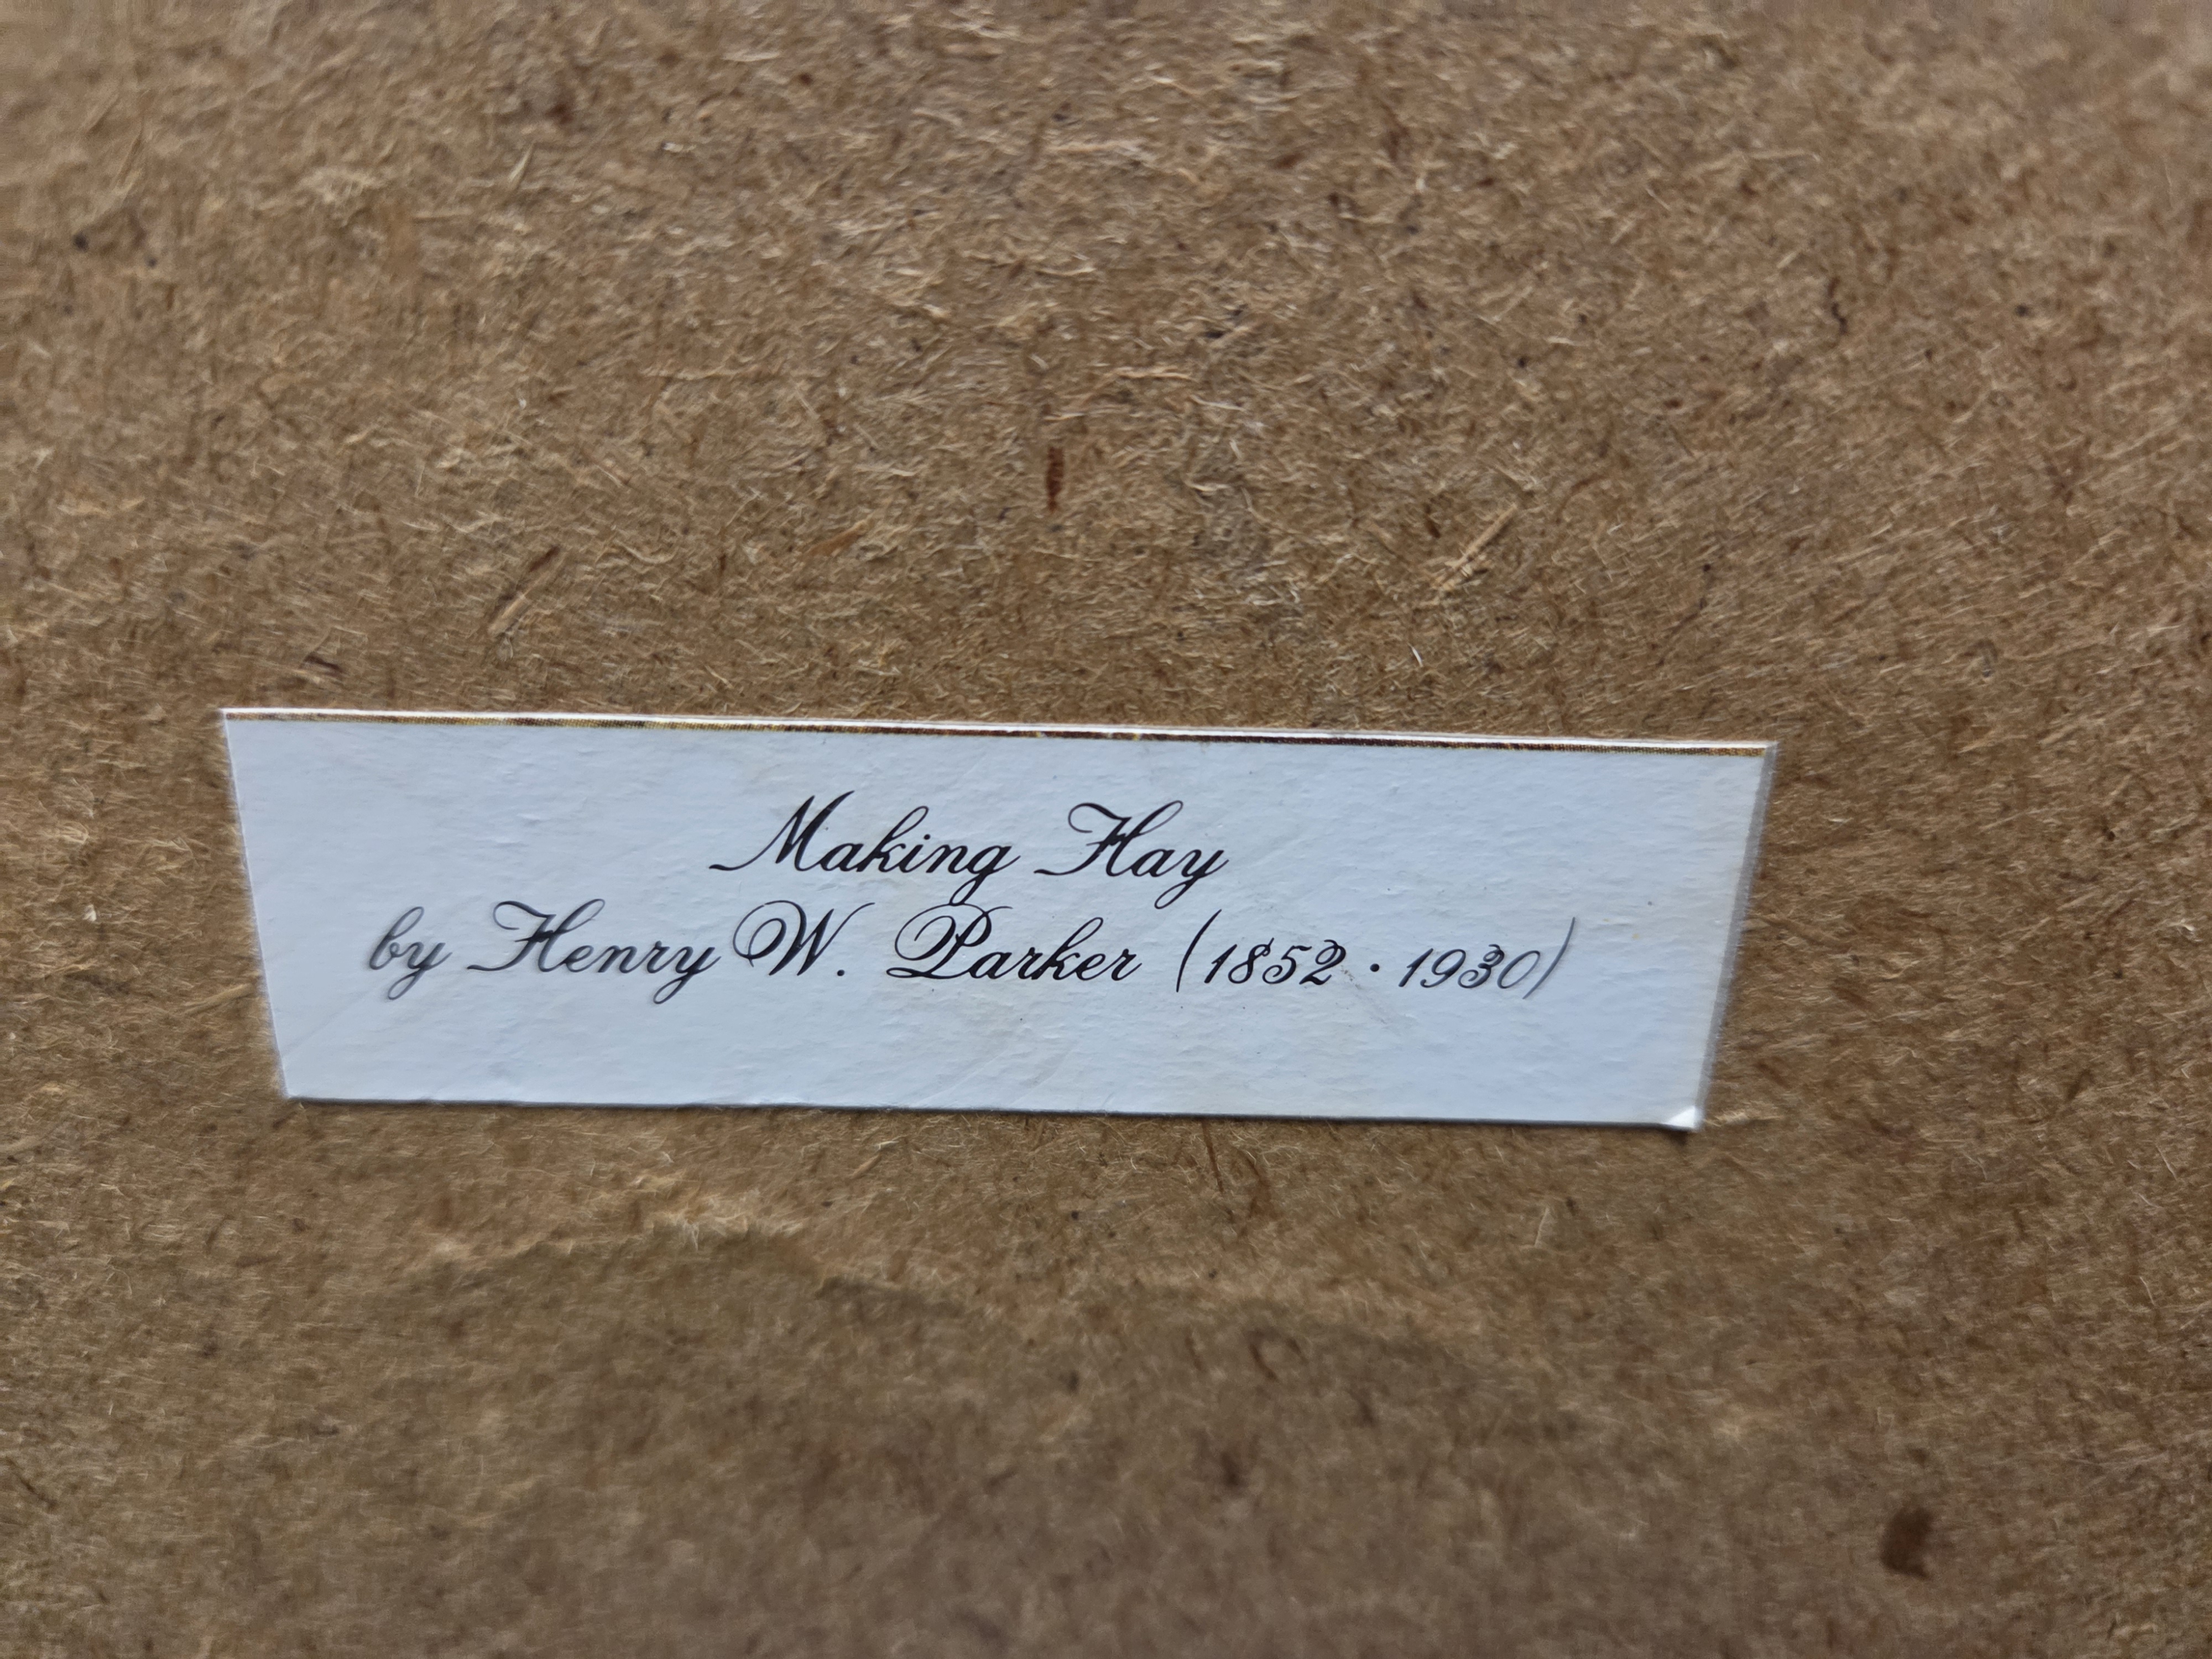 Making Hay
by Henry W. Parker (1852 · 1930)